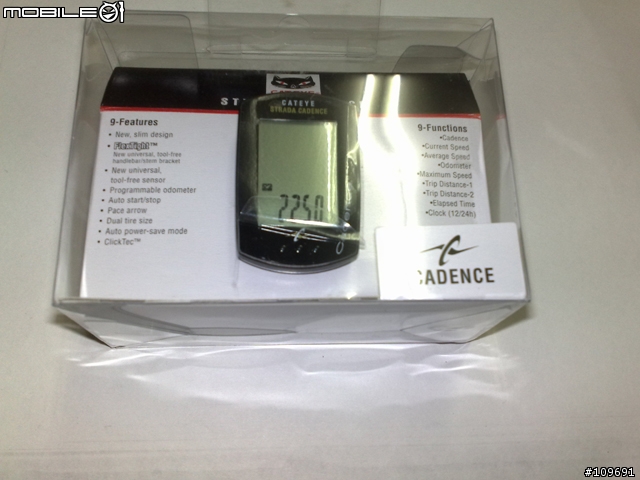 MOBILE01
ST
CATEYE
STRADA CADENCE
9-Features
• New, slim design
• FlexTight™
New universal, tool-free
handlebar/stem bracket
• New universal,
tool-free sensor
• Programmable odometer
• Auto start/stop
• Pace arrow
• Dual tire size
• Auto power-save mode
• ClickTec™
2250
9-Functions
•Cadence
•Current Speed
•Average Speed
•Odometer
•Maximum Speed
•Trip Distance-1
•Trip Distance-2
•Elapsed Time
•Clock (12/24h)
CADENCE
#109691